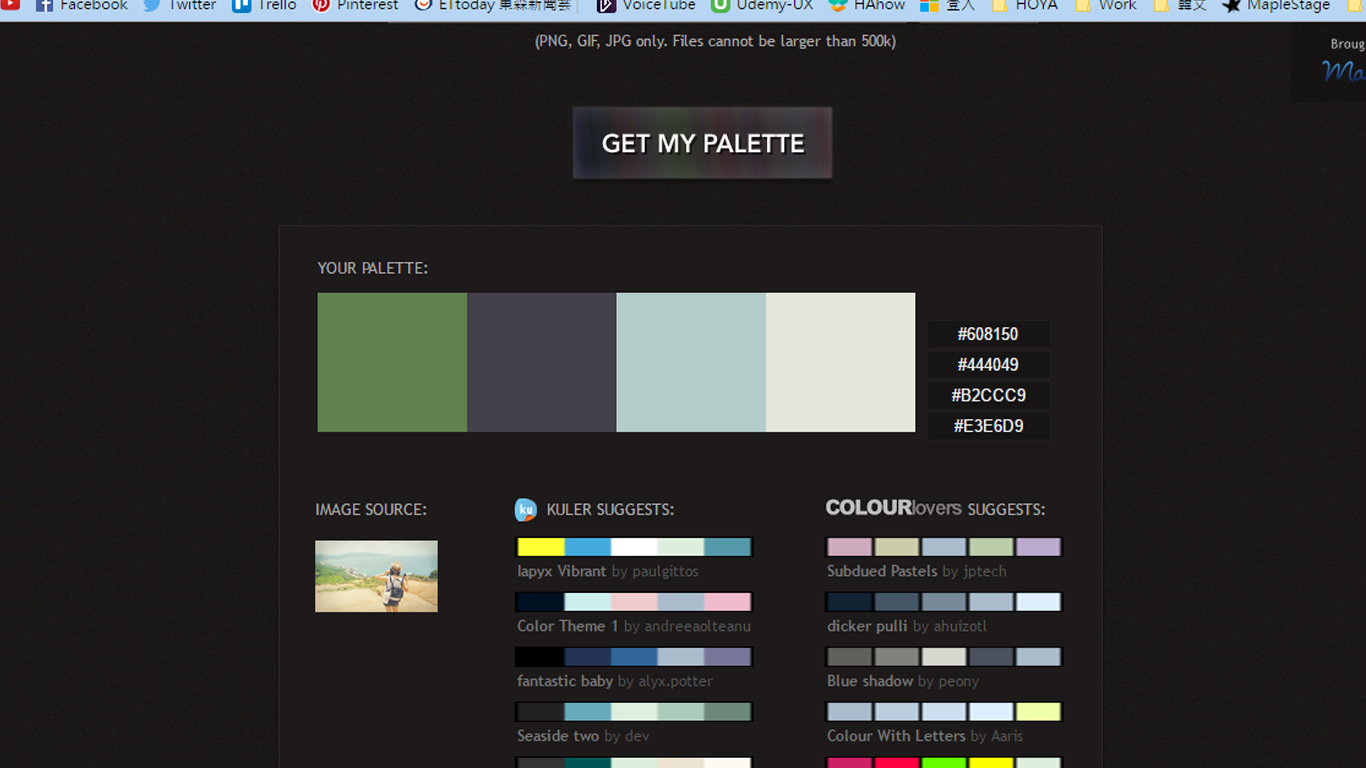 Facebook Twitter Trello Pinterest ETtoday 東森新聞雲 VoiceTube Udemy-UX HAhow 登入 HOYA Work 韓文 MapleStage
(PNG, GIF, JPG only. Files cannot be larger than 500k)
Broug
Ma
GET MY PALETTE
YOUR PALETTE:
#608150
#444049
#B2CCC9
#E3E6D9
IMAGE SOURCE:
ku KULER SUGGESTS:
Iapyx Vibrant by paulgittos
Color Theme 1 by andreeaolteanu
fantastic baby by alyx.potter
Seaside two by dev
COLOURlovers SUGGESTS:
Subdued Pastels by jptech
dicker pulli by ahuizotl
Blue shadow by peony
Colour With Letters by Aaris